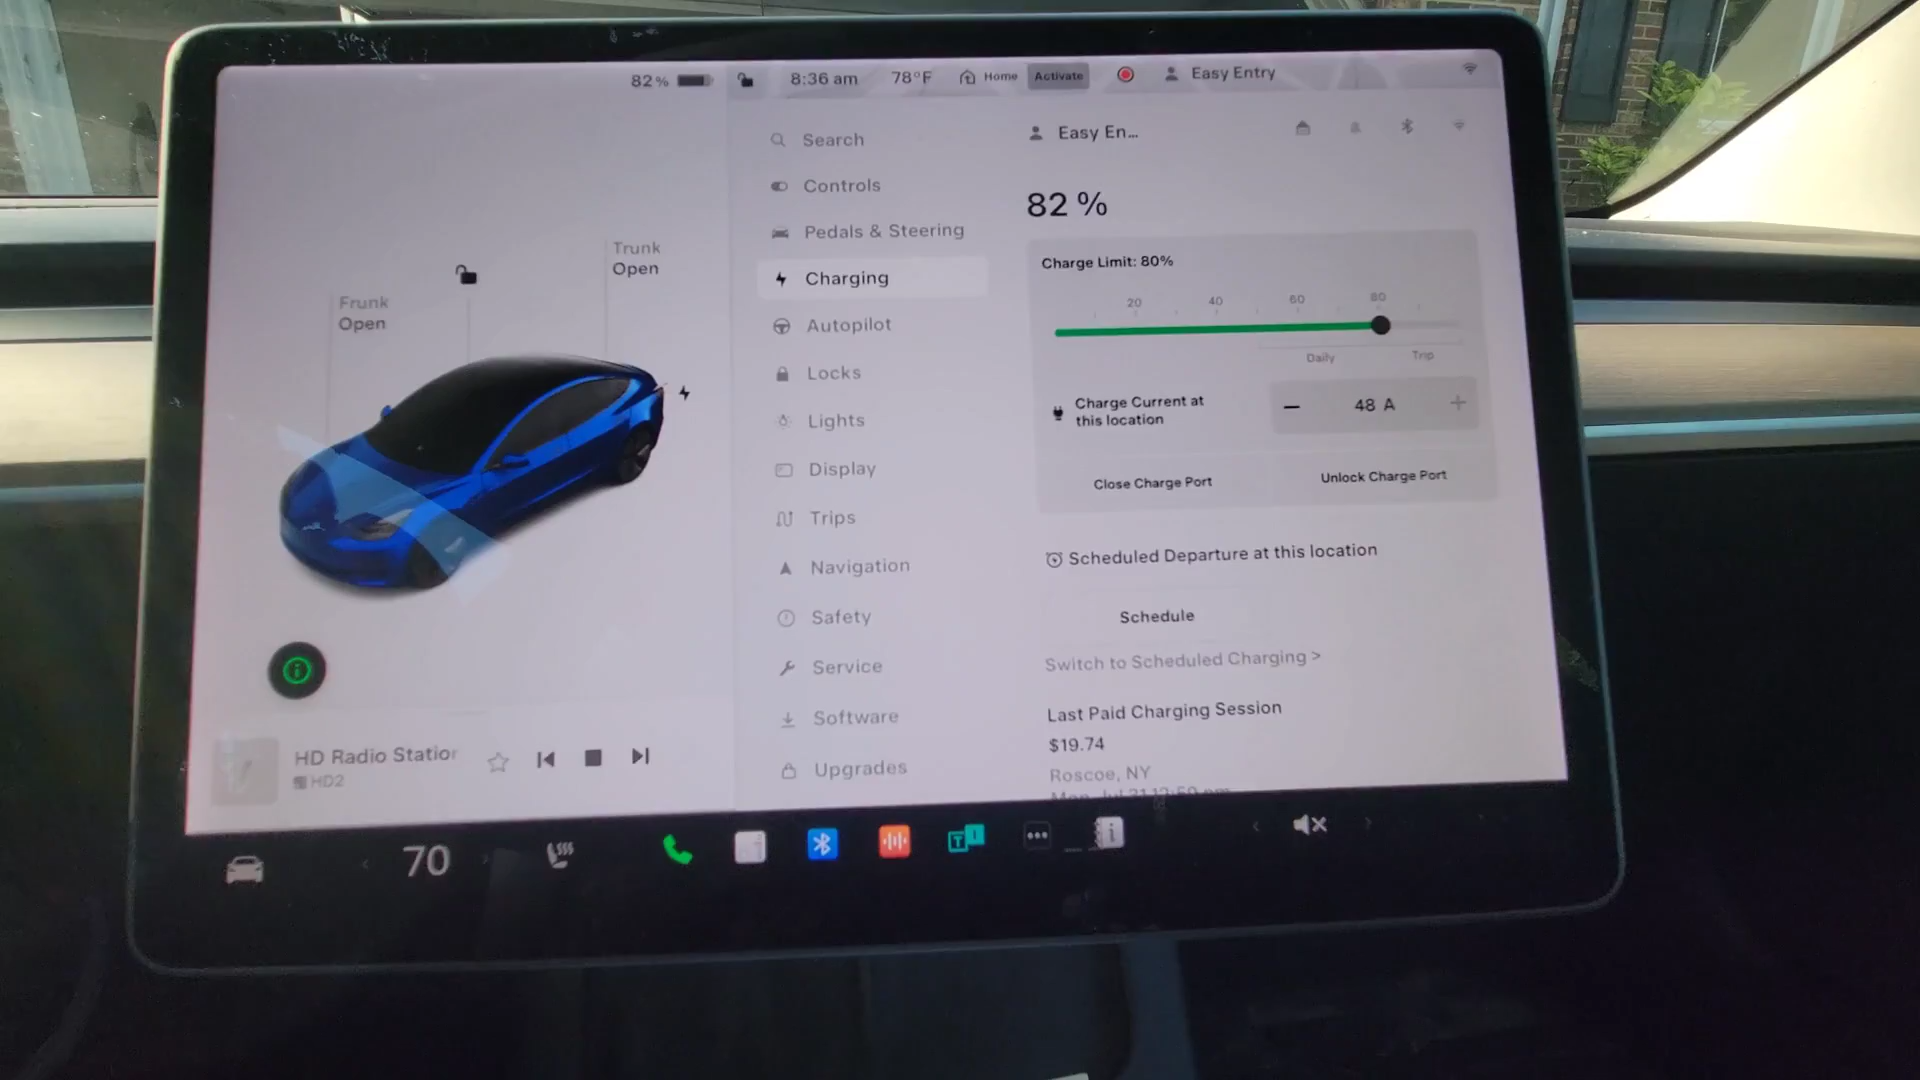 82 %
8:36 am
78°F
Home
Activate
Easy Entry
Trunk
Open
Frunk
Open
HD Radio Station
HD2
Search
Controls
Pedals & Steering
Charging
Autopilot
Locks
Lights
Display
Trips
Navigation
Safety
Service
Software
Upgrades
Easy En...
82 %
Charge Limit: 80%
20 40 60 80
Daily Trip
Charge Current at
this location
48 A
Close Charge Port
Unlock Charge Port
Scheduled Departure at this location
Schedule
Switch to Scheduled Charging >
Last Paid Charging Session
$19.74
Roscoe, NY
70
T